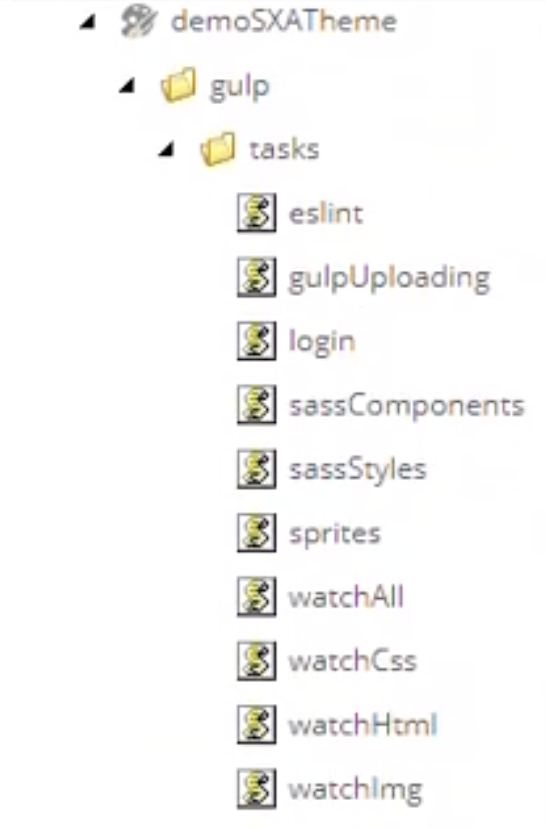 demoSXATheme
gulp
tasks
eslint
gulpUploading
login
sassComponents
sassStyles
sprites
watchAll
watchCss
watchHtml
watchImg